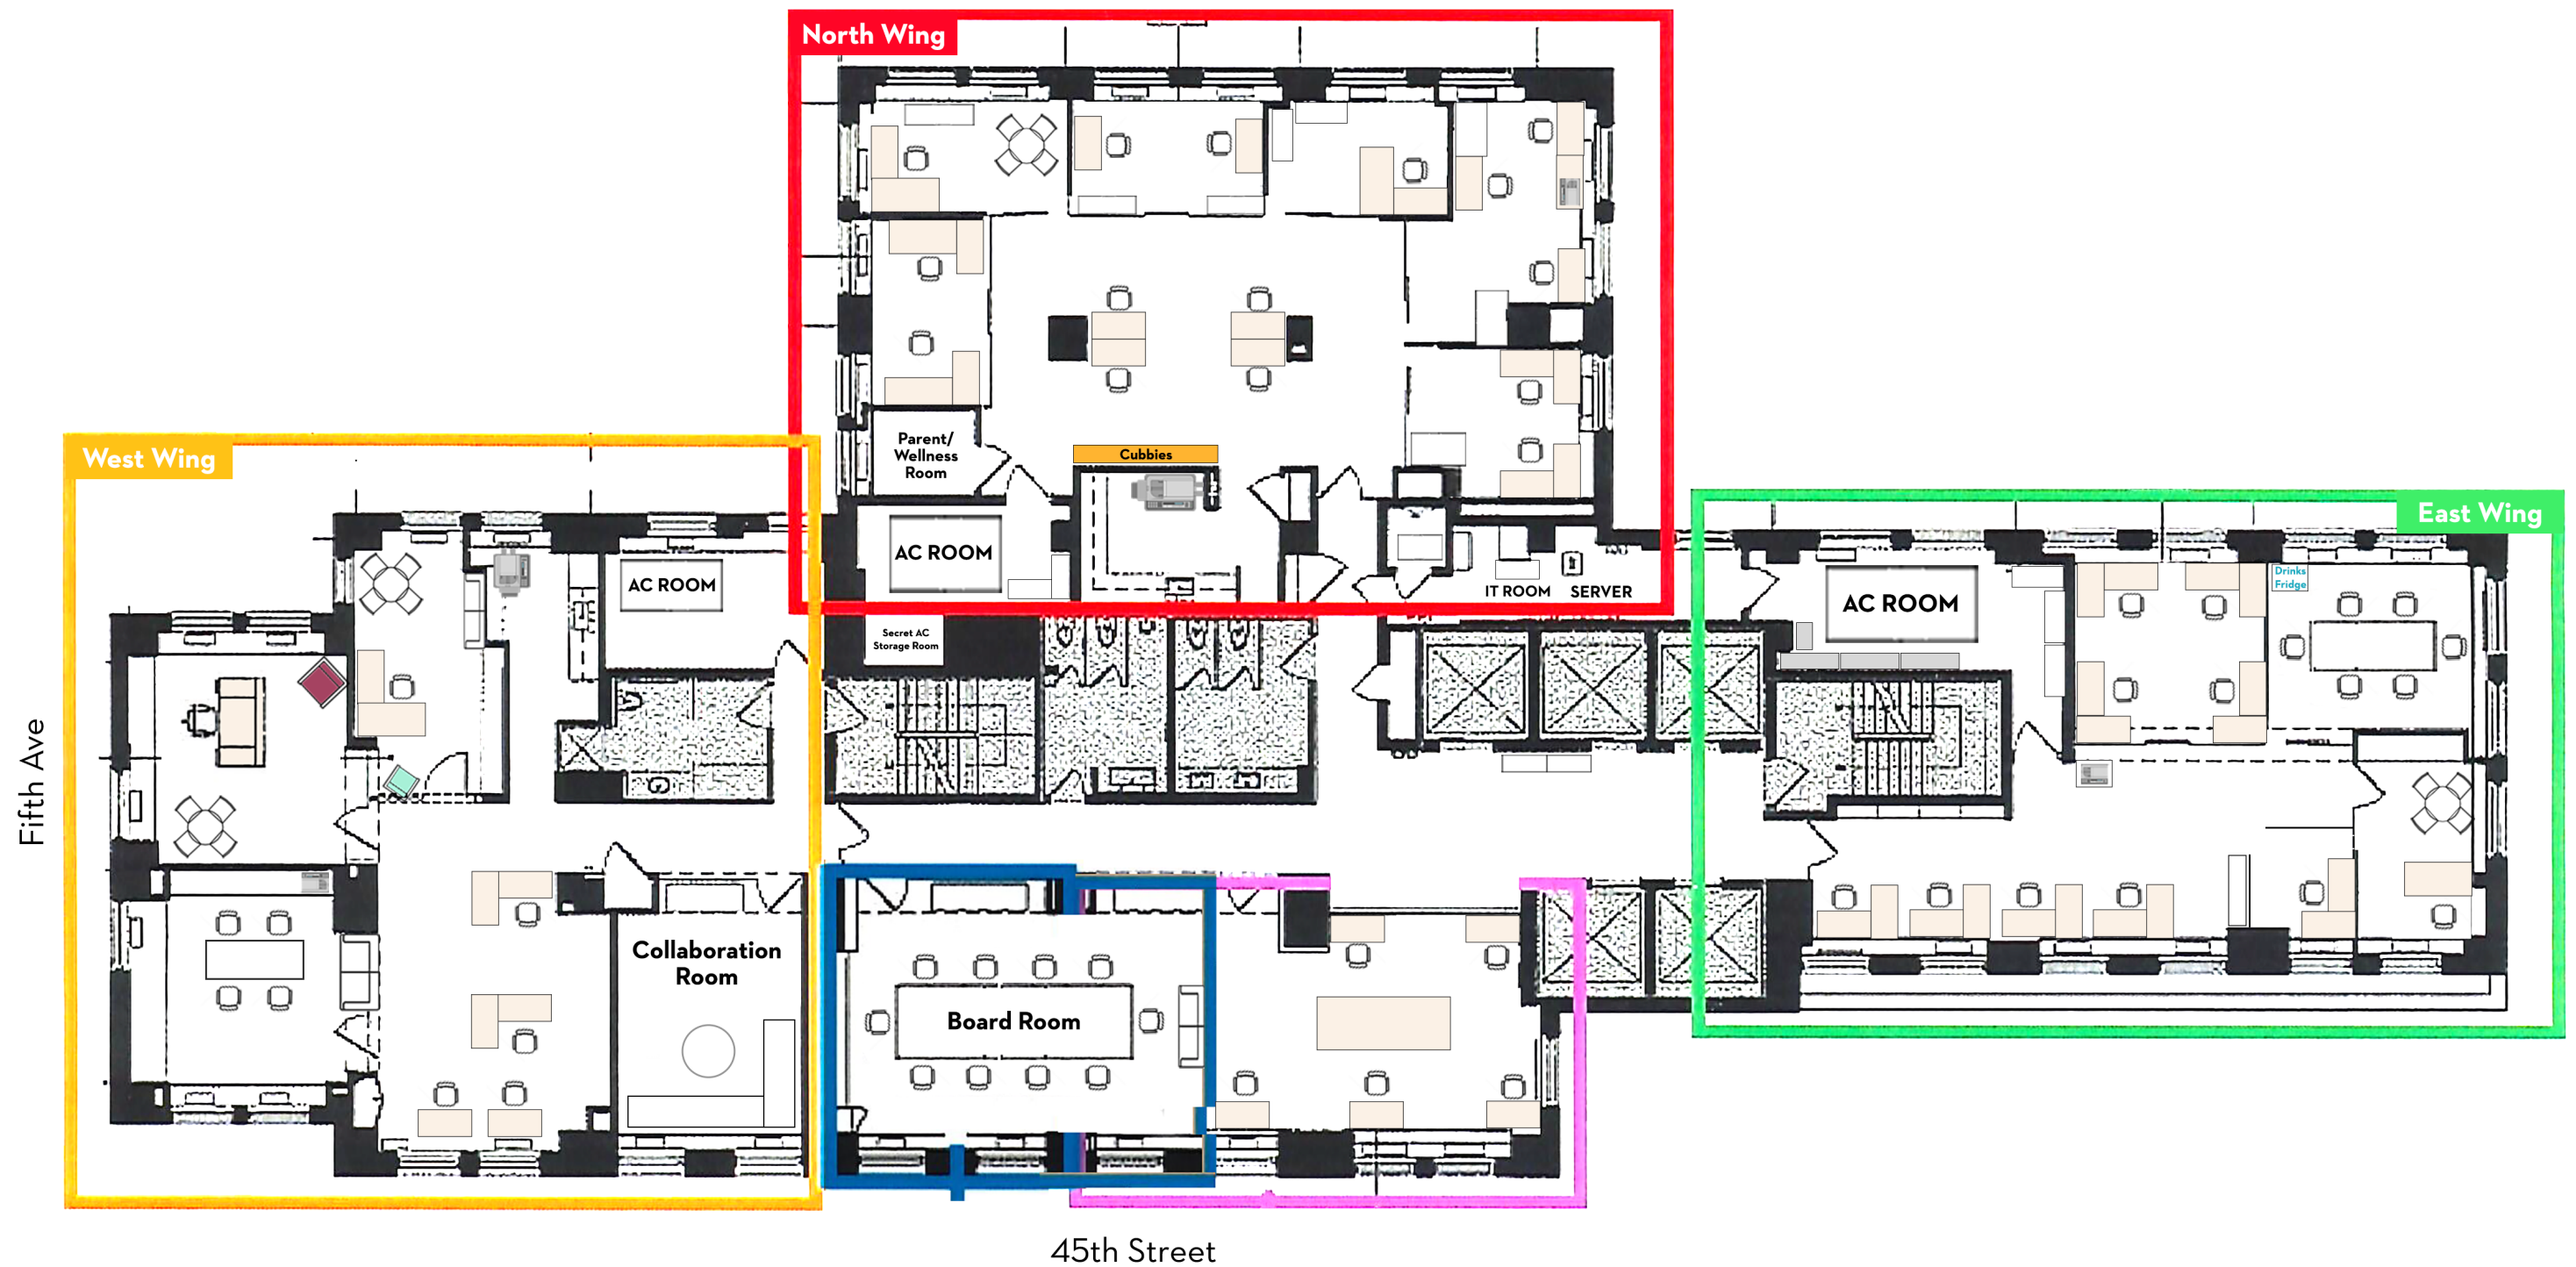 North Wing
Parent/
Wellness
Room
Cubbies
West Wing
AC ROOM
East Wing
AC ROOM
IT ROOM
SERVER
AC ROOM
Drinks
Fridge
Secret AC
Storage Room
Fifth Ave
Collaboration
Room
Board Room
45th Street